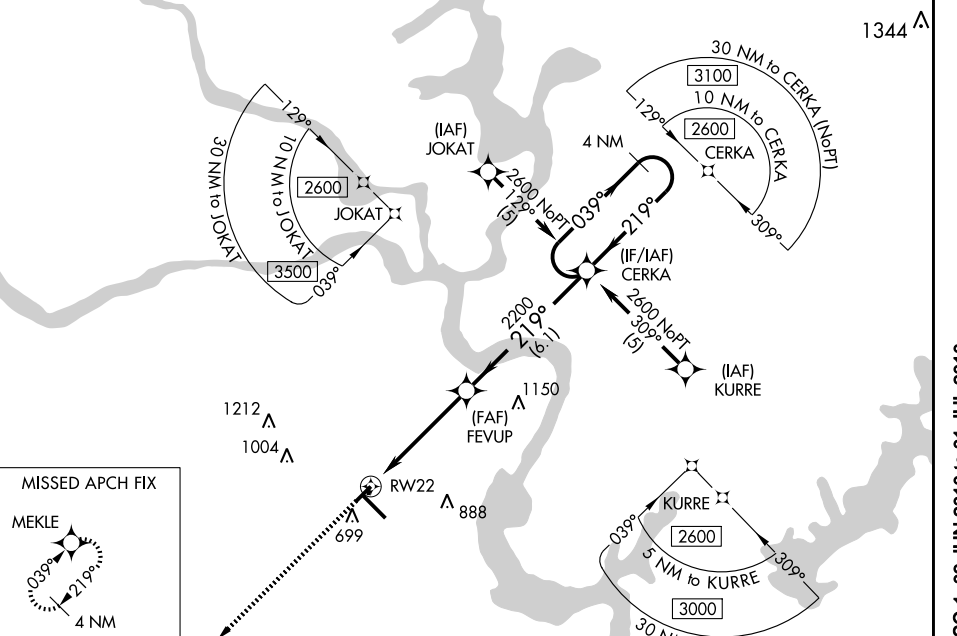 1344
30 NM to CERKA (NoPT)
3100
10 NM to CERKA
129°
2600
CERKA
309°
129°
30 NM to JOKAT
10 NM to JOKAT
2600
JOKAT
3500
039°
(IAF)
JOKAT
4 NM
2600 NoPT
129°
(5)
039°
219°
(IF/IAF)
CERKA
2600 NoPT
309°
(5)
(IAF)
KURRE
2200
219°
(6.1)
1150
(FAF)
FEVUP
1212
1004
RW22
888
699
MISSED APCH FIX
MEKLE
039°
219°
4 NM
KURRE
039°
2600
309°
5 NM to KURRE
3000
30 NM